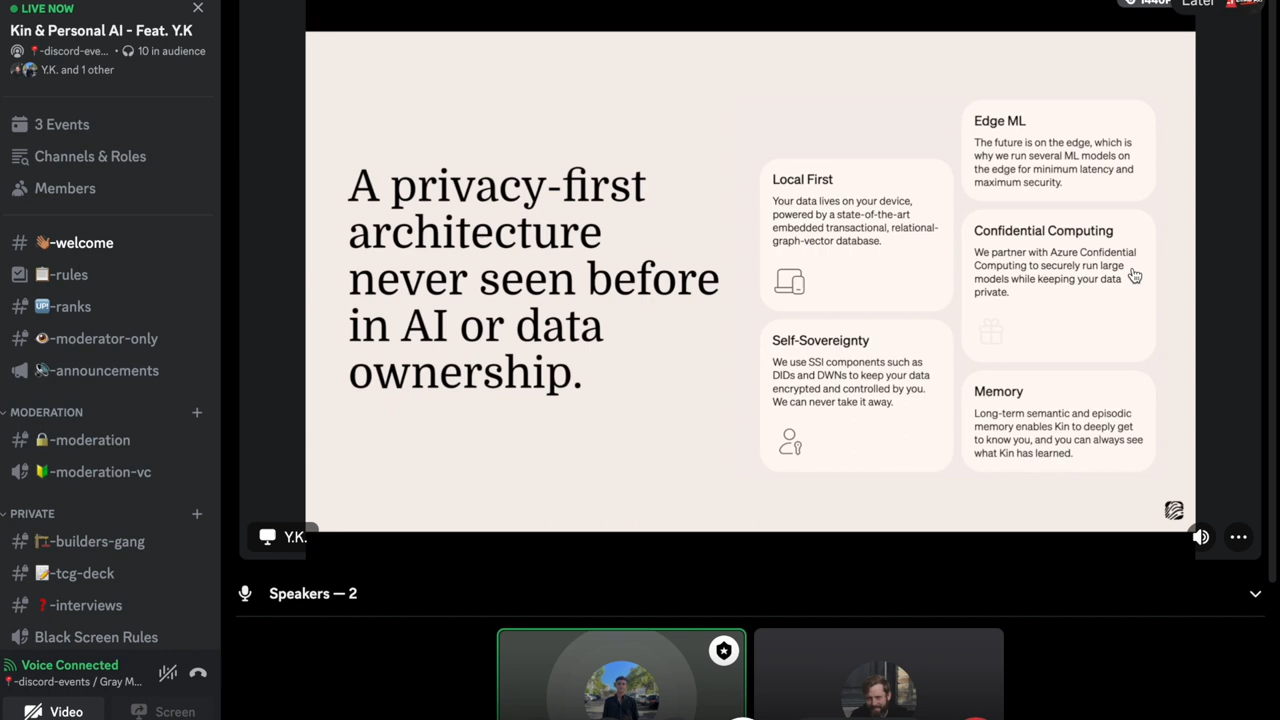 LIVE NOW
Kin & Personal AI - Feat. Y.K
-discord-eve... • 10 in audience
Y.K. and 1 other
3 Events
Channels & Roles
Members
-welcome
-rules
UP!
-ranks
-moderator-only
-announcements
MODERATION
-moderation
-moderation-vc
PRIVATE
-builders-gang
-tcg-deck
-interviews
Black Screen Rules
Voice Connected
-discord-events / Gray M...
Video
Screen
1440P
Later
A privacy-first
architecture
never seen before
in AI or data
ownership.
Local First
Your data lives on your device,
powered by a state-of-the-art
embedded transactional, relational-
graph-vector database.
Self-Sovereignty
We use SSI components such as
DIDs and DWNs to keep your data
encrypted and controlled by you.
We can never take it away.
Edge ML
The future is on the edge, which is
why we run several ML models on
the edge for minimum latency and
maximum security.
Confidential Computing
We partner with Azure Confidential
Computing to securely run large
models while keeping your data
private.
Memory
Long-term semantic and episodic
memory enables Kin to deeply get
to know you, and you can always see
what Kin has learned.
Y.K.
Speakers — 2